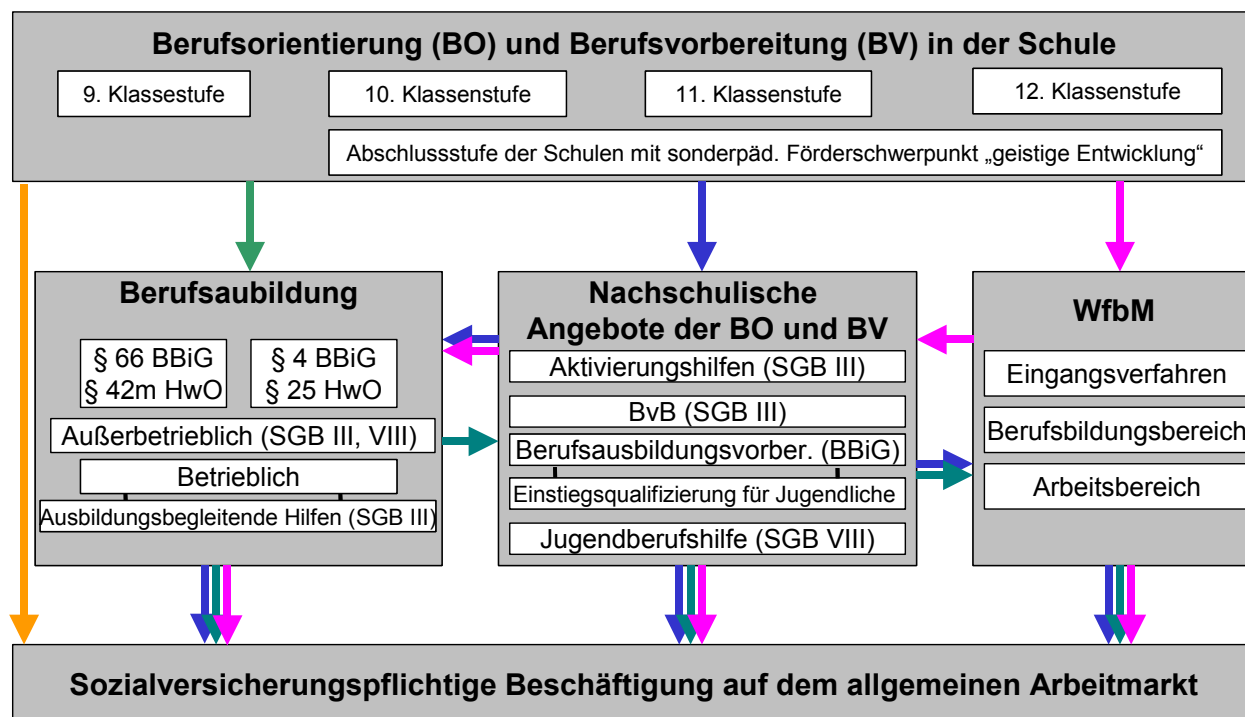 Berufsorientierung (BO) und Berufsvorbereitung (BV) in der Schule
9. Klassestufe
10. Klassenstufe
11. Klassenstufe
12. Klassenstufe
Abschlussstufe der Schulen mit sonderpäd. Förderschwerpunkt „geistige Entwicklung“
Berufsaubildung
§ 66 BBiG
§ 42m HwO
§ 4 BBiG
§ 25 HwO
Außerbetrieblich (SGB III, VIII)
Betrieblich
Ausbildungsbegleitende Hilfen (SGB III)
Nachschulische
Angebote der BO und BV
Aktivierungshilfen (SGB III)
BvB (SGB III)
Berufsausbildungsvorber. (BBiG)
Einstiegsqualifizierung für Jugendliche
Jugendberufshilfe (SGB VIII)
WfbM
Eingangsverfahren
Berufsbildungsbereich
Arbeitsbereich
Sozialversicherungspflichtige Beschäftigung auf dem allgemeinen Arbeitmarkt